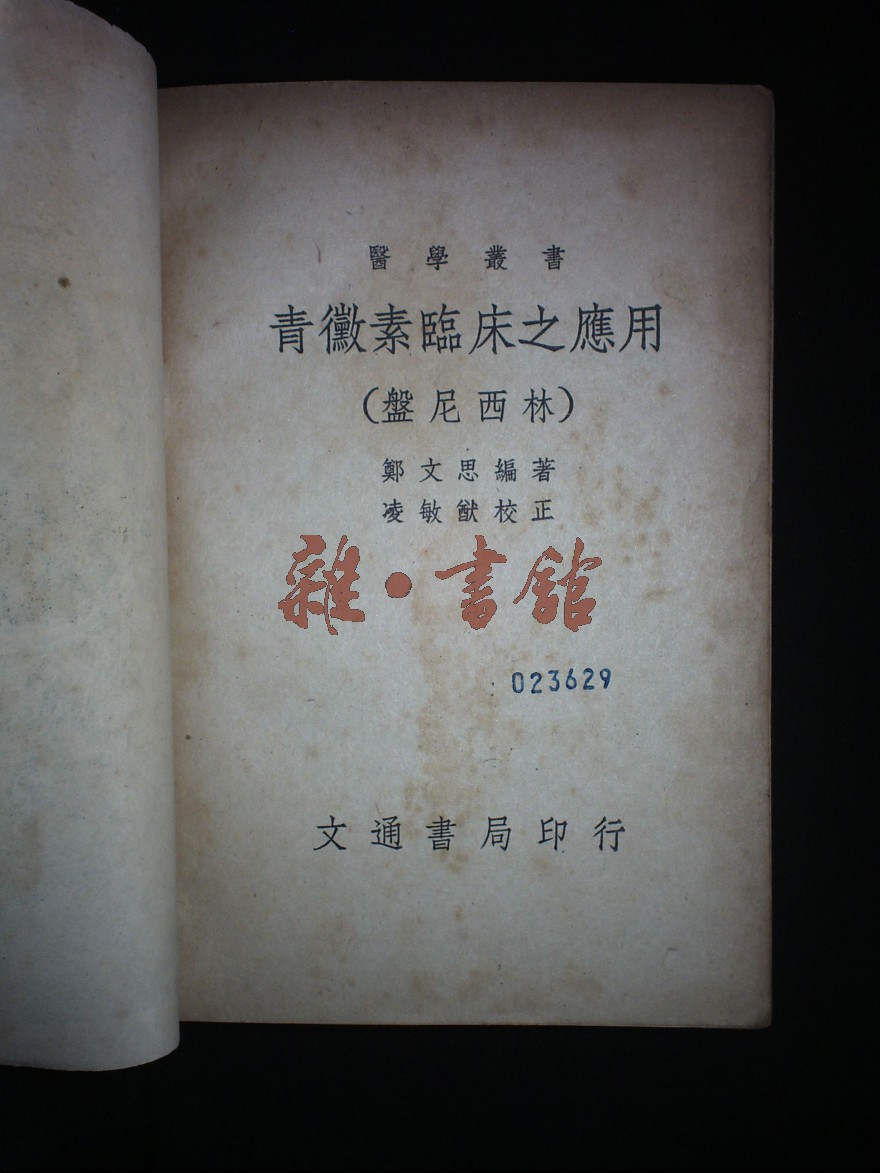 醫學叢書
青黴素臨床之應用
(盤尼西林)
鄭文思編著
凌敏猷校正
雜·書館
023629
文通書局印行